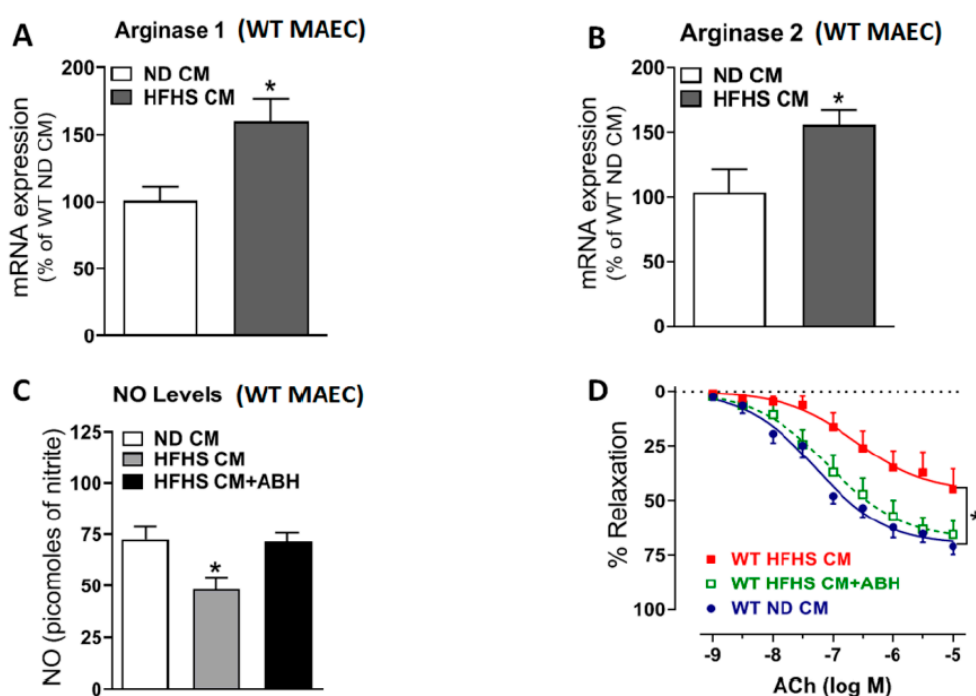 A
Arginase 1 (WT MAEC)
mRNA expression
(% of WT ND CM)
200
150
100
50
0
ND CM
HFHS CM
*
B
Arginase 2 (WT MAEC)
mRNA expression
(% of WT ND CM)
200
150
100
50
0
ND CM
HFHS CM
*
C
NO Levels (WT MAEC)
NO (picomoles of nitrite)
125
100
75
50
25
0
ND CM
HFHS CM
HFHS CM+ABH
*
D
% Relaxation
0
25
50
75
100
*
WT HFHS CM
WT HFHS CM+ABH
WT ND CM
-9 -8 -7 -6 -5
ACh (log M)